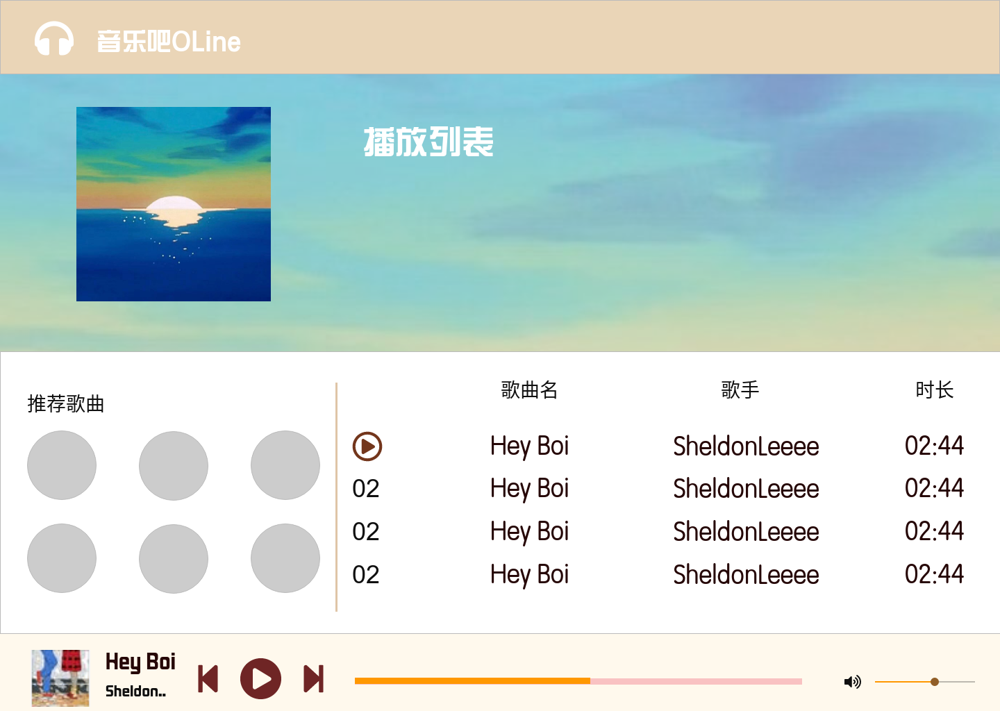 音乐吧OLine
播放列表
推荐歌曲
歌曲名 歌手 时长
Hey Boi SheldonLeeee 02:44
02 Hey Boi SheldonLeeee 02:44
02 Hey Boi SheldonLeeee 02:44
02 Hey Boi SheldonLeeee 02:44
Hey Boi
Sheldon..